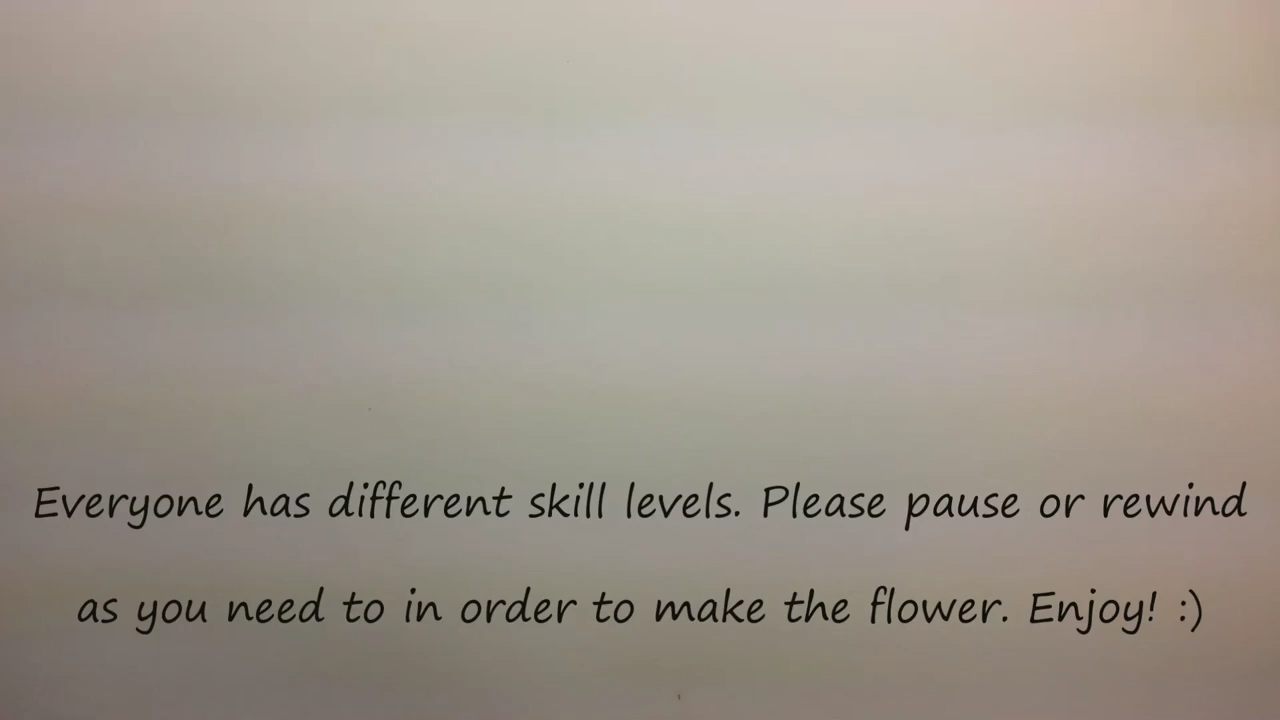 Everyone has different skill levels. Please pause or rewind
as you need to in order to make the flower. Enjoy! :)